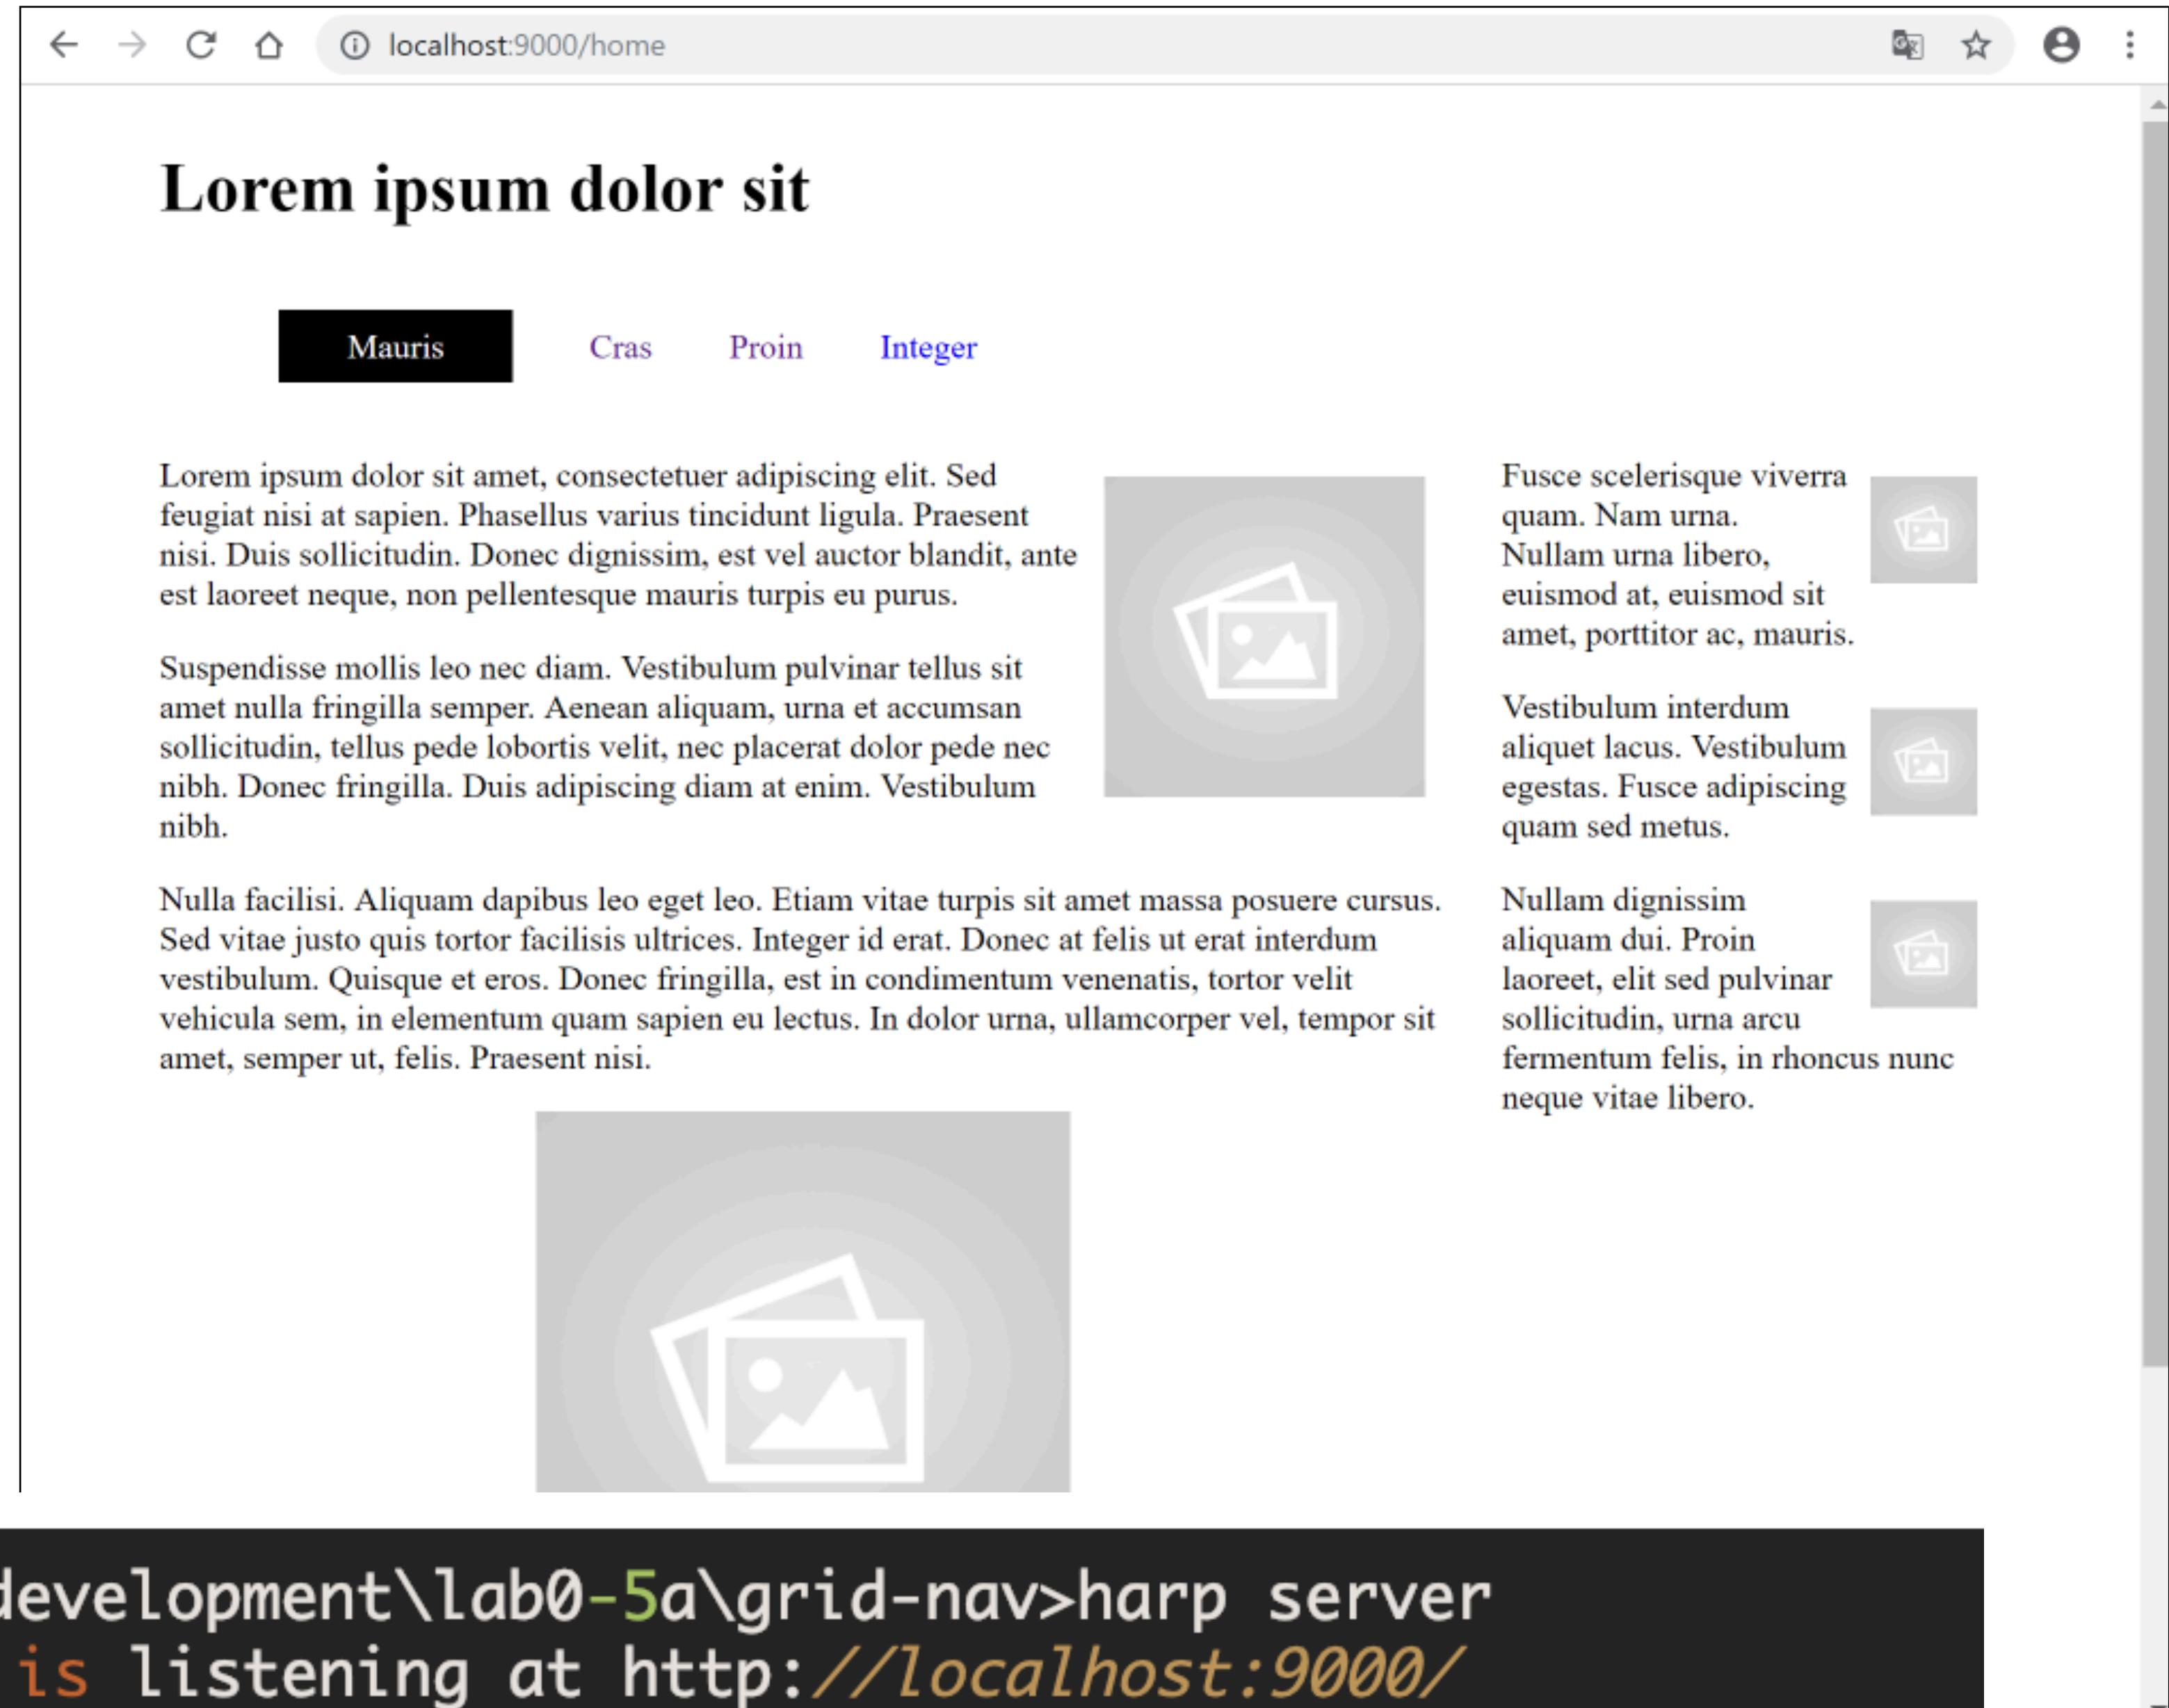 localhost:9000/home
Lorem ipsum dolor sit
Mauris Cras Proin Integer
Lorem ipsum dolor sit amet, consectetuer adipiscing elit. Sed
feugiat nisi at sapien. Phasellus varius tincidunt ligula. Praesent
nisi. Duis sollicitudin. Donec dignissim, est vel auctor blandit, ante
est laoreet neque, non pellentesque mauris turpis eu purus.
Suspendisse mollis leo nec diam. Vestibulum pulvinar tellus sit
amet nulla fringilla semper. Aenean aliquam, urna et accumsan
sollicitudin, tellus pede lobortis velit, nec placerat dolor pede nec
nibh. Donec fringilla. Duis adipiscing diam at enim. Vestibulum
nibh.
Nulla facilisi. Aliquam dapibus leo eget leo. Etiam vitae turpis sit amet massa posuere cursus.
Sed vitae justo quis tortor facilisis ultrices. Integer id erat. Donec at felis ut erat interdum
vestibulum. Quisque et eros. Donec fringilla, est in condimentum venenatis, tortor velit
vehicula sem, in elementum quam sapien eu lectus. In dolor urna, ullamcorper vel, tempor sit
amet, semper ut, felis. Praesent nisi.
Fusce scelerisque viverra
quam. Nam urna.
Nullam urna libero,
euismod at, euismod sit
amet, porttitor ac, mauris.
Vestibulum interdum
aliquet lacus. Vestibulum
egestas. Fusce adipiscing
quam sed metus.
Nullam dignissim
aliquam dui. Proin
laoreet, elit sed pulvinar
sollicitudin, urna arcu
fermentum felis, in rhoncus nunc
neque vitae libero.
development\lab0-5a\grid-nav>harp server
is listening at http://localhost:9000/